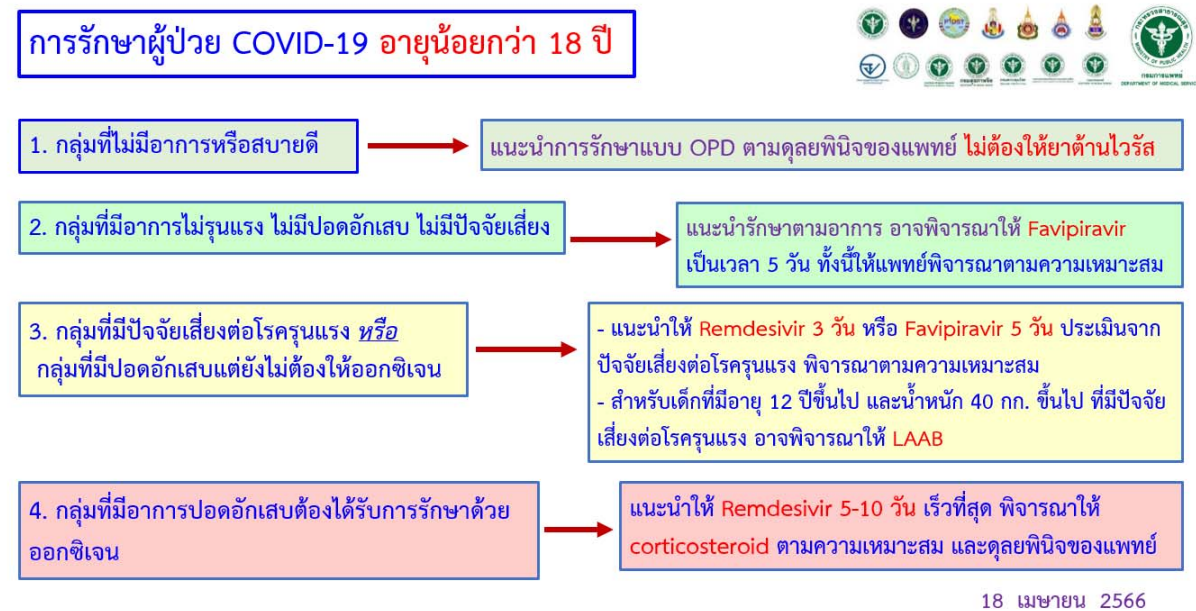 การรักษาผู้ป่วย COVID-19 อายุน้อยกว่า 18 ปี
กรมการแพทย์
DEPARTMENT OF MEDICAL SERVICES
1. กลุ่มที่ไม่มีอาการหรือสบายดี
แนะนำการรักษาแบบ OPD ตามดุลยพินิจของแพทย์ ไม่ต้องให้ยาต้านไวรัส
2. กลุ่มที่มีอาการไม่รุนแรง ไม่มีปอดอักเสบ ไม่มีปัจจัยเสี่ยง
แนะนำรักษาตามอาการ อาจพิจารณาให้ Favipiravir
เป็นเวลา 5 วัน ทั้งนี้ให้แพทย์พิจารณาตามความเหมาะสม
3. กลุ่มที่มีปัจจัยเสี่ยงต่อโรครุนแรง หรือ
กลุ่มที่มีปอดอักเสบแต่ยังไม่ต้องให้ออกซิเจน
- แนะนำให้ Remdesivir 3 วัน หรือ Favipiravir 5 วัน ประเมินจาก
ปัจจัยเสี่ยงต่อโรครุนแรง พิจารณาตามความเหมาะสม
- สำหรับเด็กที่มีอายุ 12 ปีขึ้นไป และน้ำหนัก 40 กก. ขึ้นไป ที่มีปัจจัย
เสี่ยงต่อโรครุนแรง อาจพิจารณาให้ LAAB
4. กลุ่มที่มีอาการปอดอักเสบต้องได้รับการรักษาด้วย
ออกซิเจน
แนะนำให้ Remdesivir 5-10 วัน เร็วที่สุด พิจารณาให้
corticosteroid ตามความเหมาะสม และดุลยพินิจของแพทย์
18 เมษายน 2566